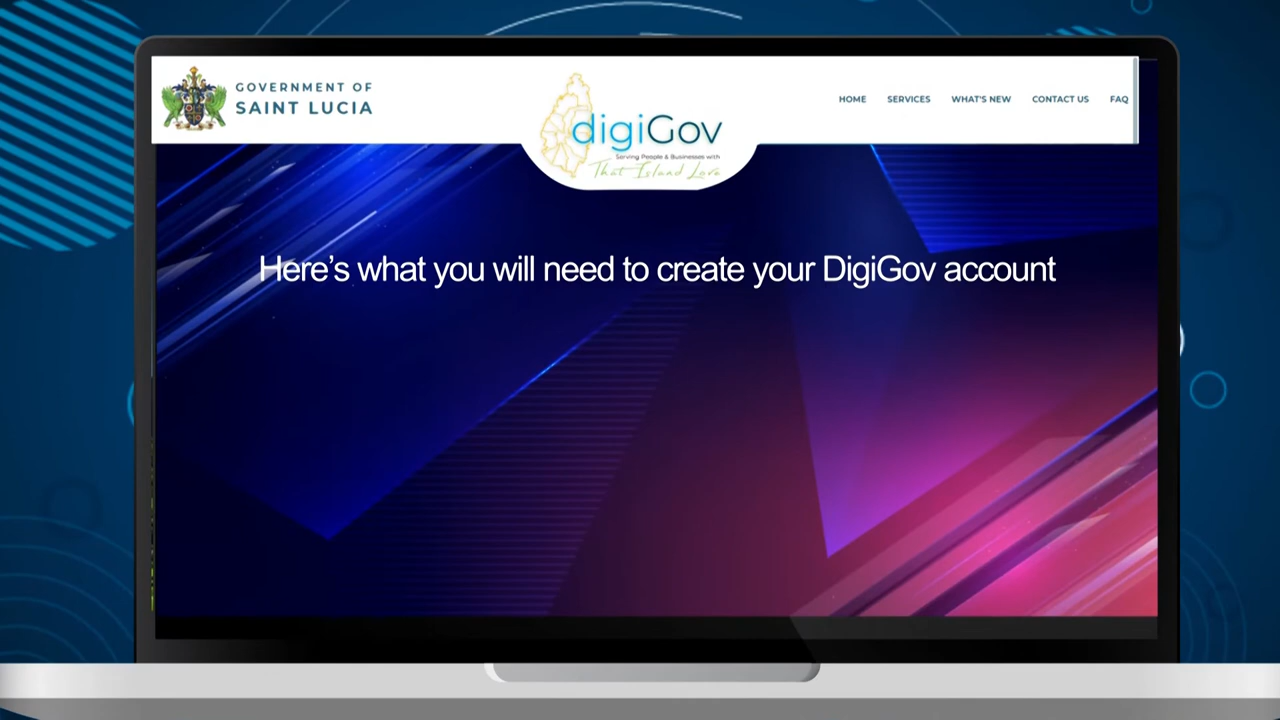 GOVERNMENT OF
SAINT LUCIA
digiGov
Serving People & Businesses with
That Island Love
HOME SERVICES WHAT'S NEW CONTACT US FAQ
Here’s what you will need to create your DigiGov account